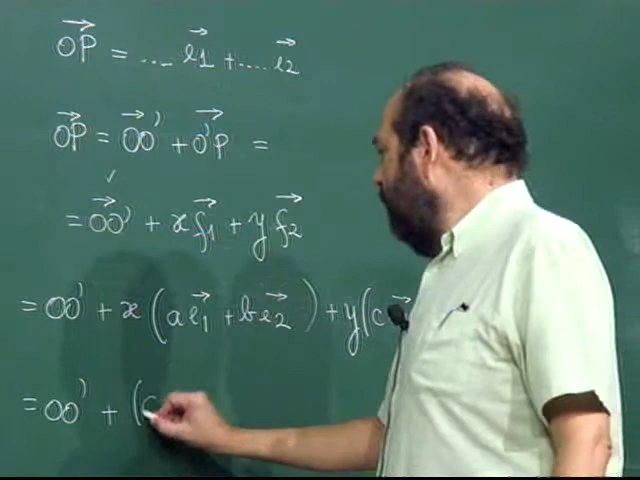 OP⃗ = .... e₁⃗ + .... e₂⃗
OP⃗ = OO'⃗ + O'P⃗ =
= OO'⃗ + x f₁⃗ + y f₂⃗
= OO' + x ( a e₁⃗ + b e₂⃗ ) + y ( c
= OO' + (